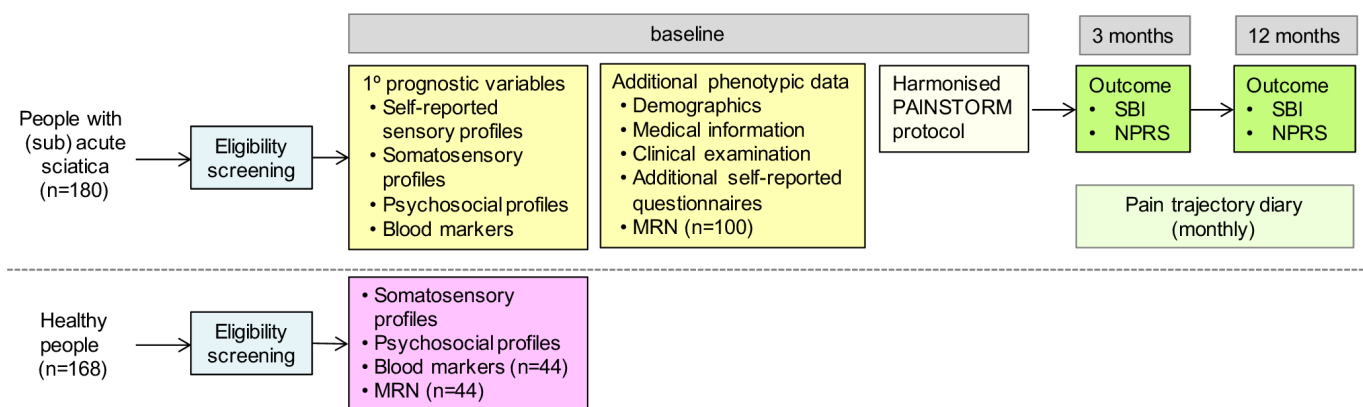 baseline
3 months
12 months
People with
(sub) acute
sciatica
(n=180)
Eligibility
screening
1º prognostic variables
• Self-reported
sensory profiles
• Somatosensory
profiles
• Psychosocial profiles
• Blood markers
Additional phenotypic data
• Demographics
• Medical information
• Clinical examination
• Additional self-reported
questionnaires
• MRN (n=100)
Harmonised
PAINSTORM
protocol
Outcome
• SBI
• NPRS
Outcome
• SBI
• NPRS
Pain trajectory diary
(monthly)
Healthy
people
(n=168)
Eligibility
screening
• Somatosensory
profiles
• Psychosocial profiles
• Blood markers (n=44)
• MRN (n=44)